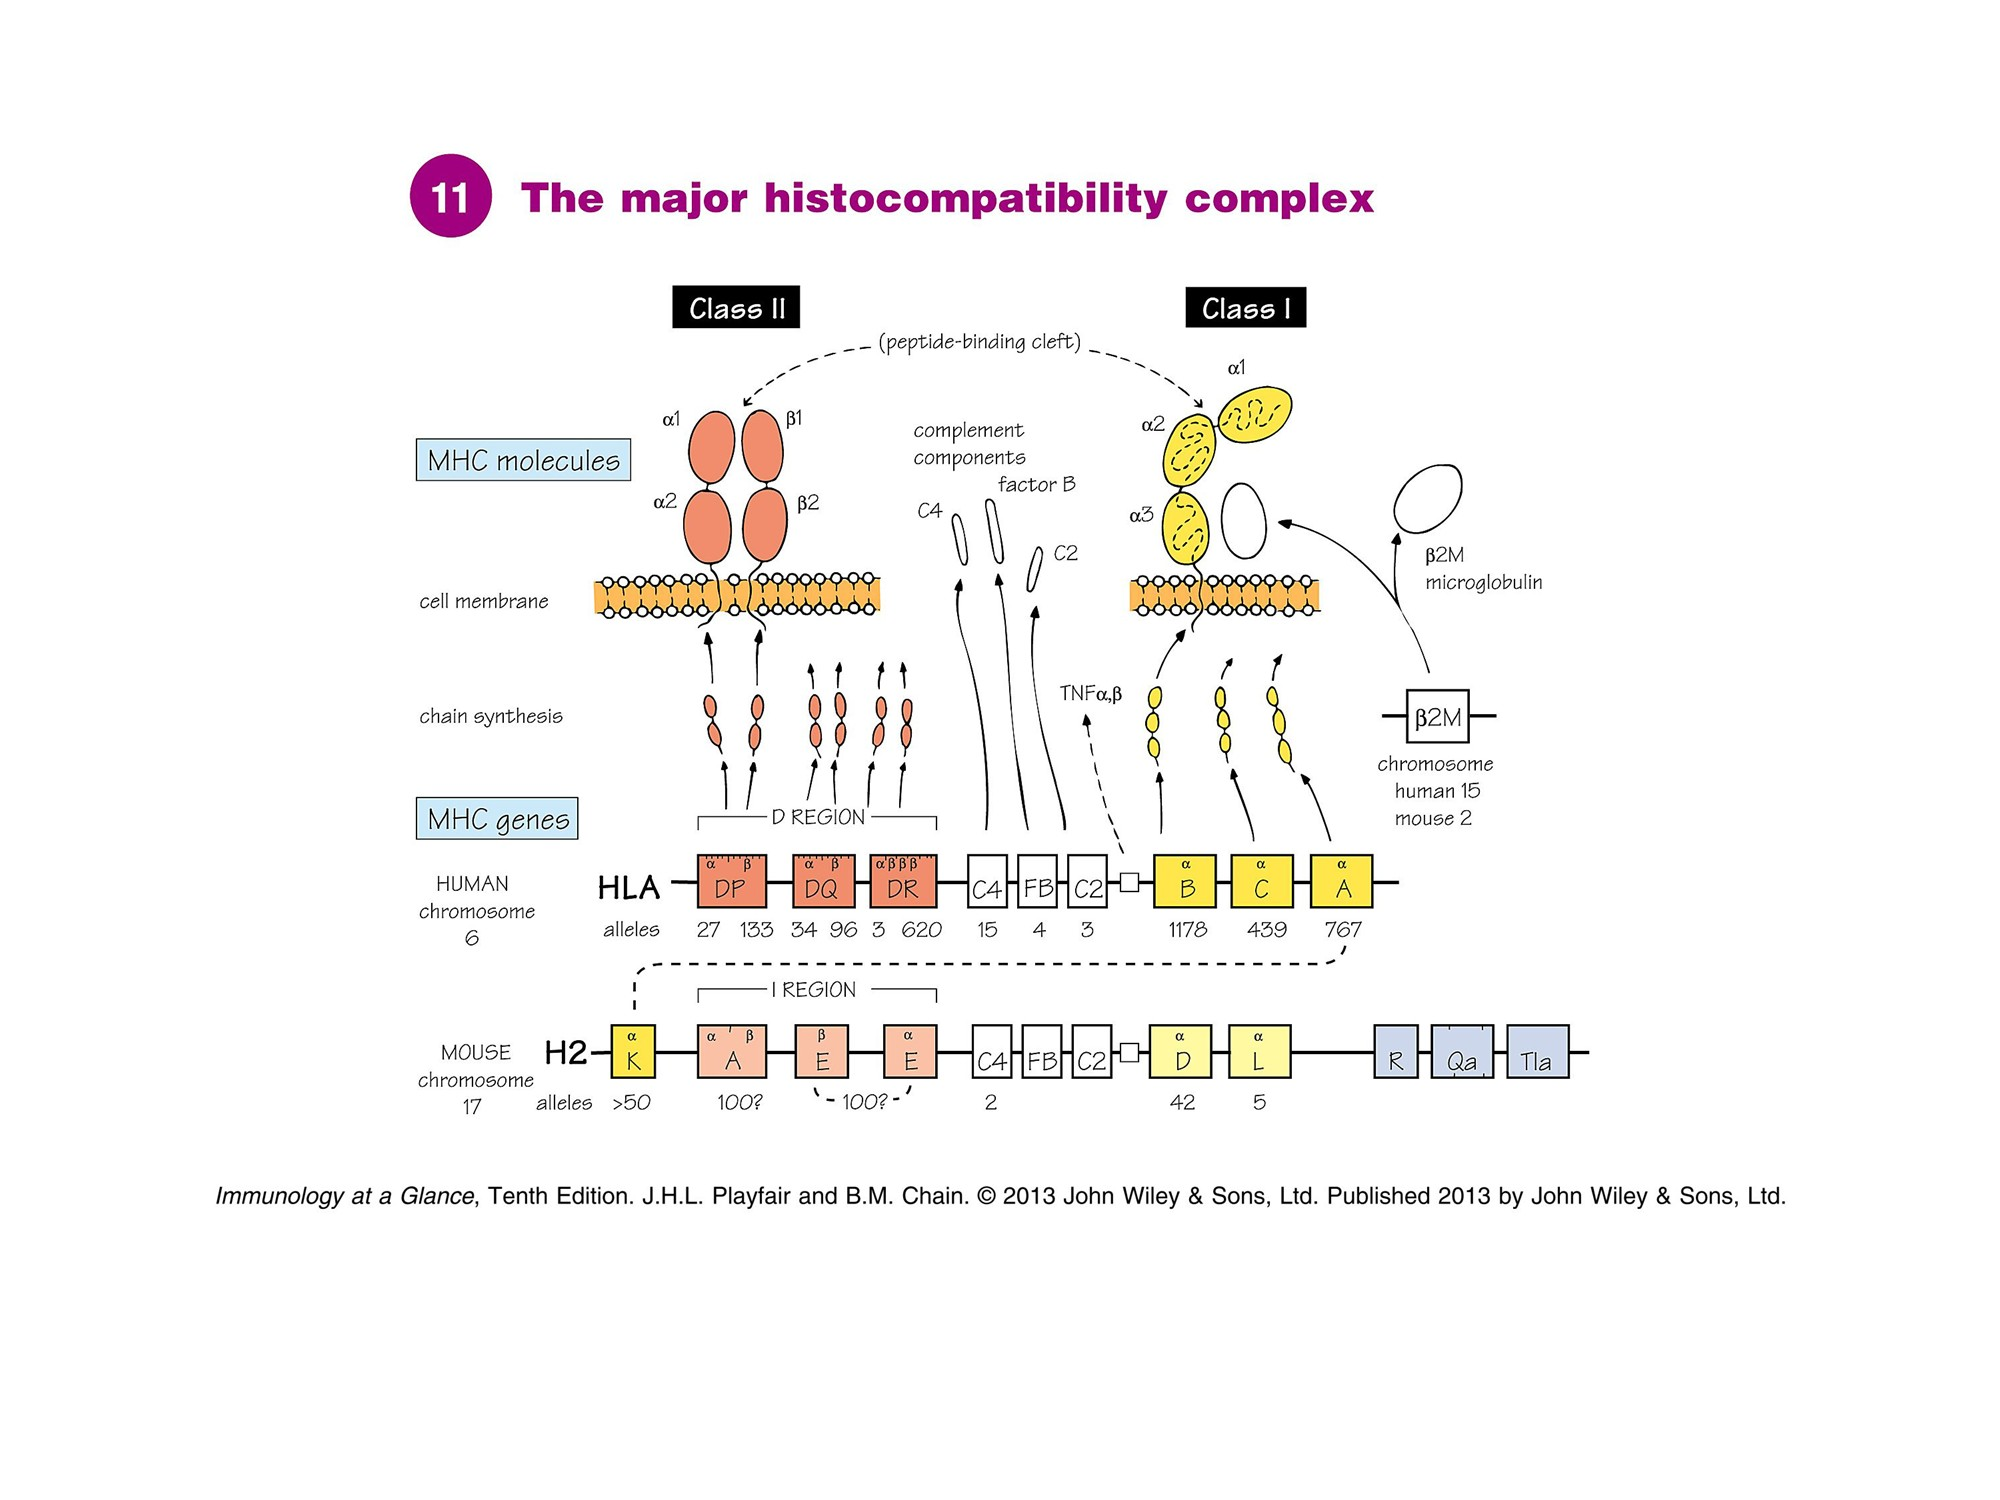 11 The major histocompatibility complex
Class II
Class I
(peptide-binding cleft)
α1
β1
α2
β2
α1
α2
α3
MHC molecules
complement
components
factor B
C4
C2
β2M
microglobulin
cell membrane
chain synthesis
TNFα,β
β2M
chromosome
human 15
mouse 2
MHC genes
D REGION
HUMAN
chromosome
6
HLA
α β
DP
α β
DQ
αβββ
DR
C4
FB
C2
α
B
α
C
α
A
alleles 27 133 34 96 3 620 15 4 3 1178 439 767
I REGION
MOUSE
chromosome
17
H2
α
K
α β
A
β
E
α
E
C4
FB
C2
α
D
α
L
R
Qa
Tla
alleles >50 100? 100? 2 42 5
Immunology at a Glance, Tenth Edition. J.H.L. Playfair and B.M. Chain. © 2013 John Wiley & Sons, Ltd. Published 2013 by John Wiley & Sons, Ltd.